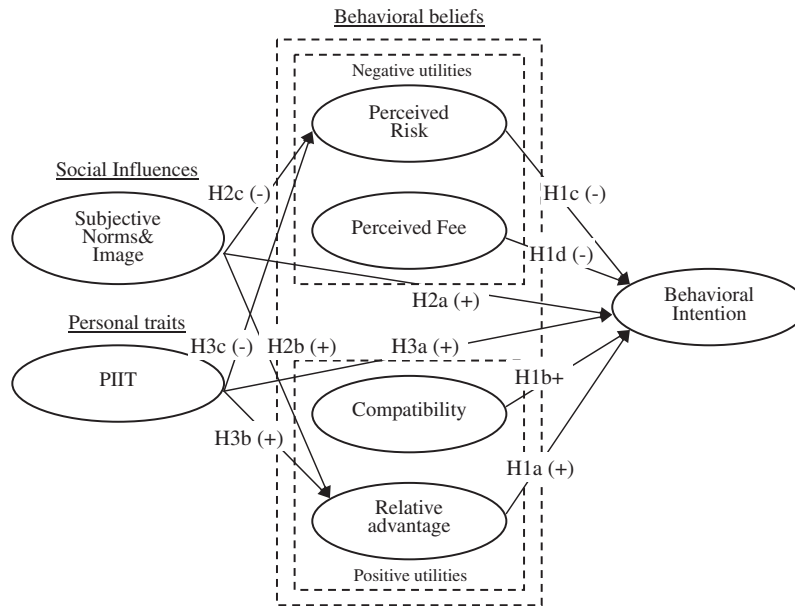 Behavioral beliefs
Negative utilities
Perceived
Risk
Social Influences
H2c (-)
H1c (-)
Subjective
Norms&
Image
Perceived Fee
H1d (-)
H2a (+)
Behavioral
Intention
Personal traits
H3c (-)
H2b (+)
H3a (+)
PIIT
H1b+
Compatibility
H3b (+)
H1a (+)
Relative
advantage
Positive utilities